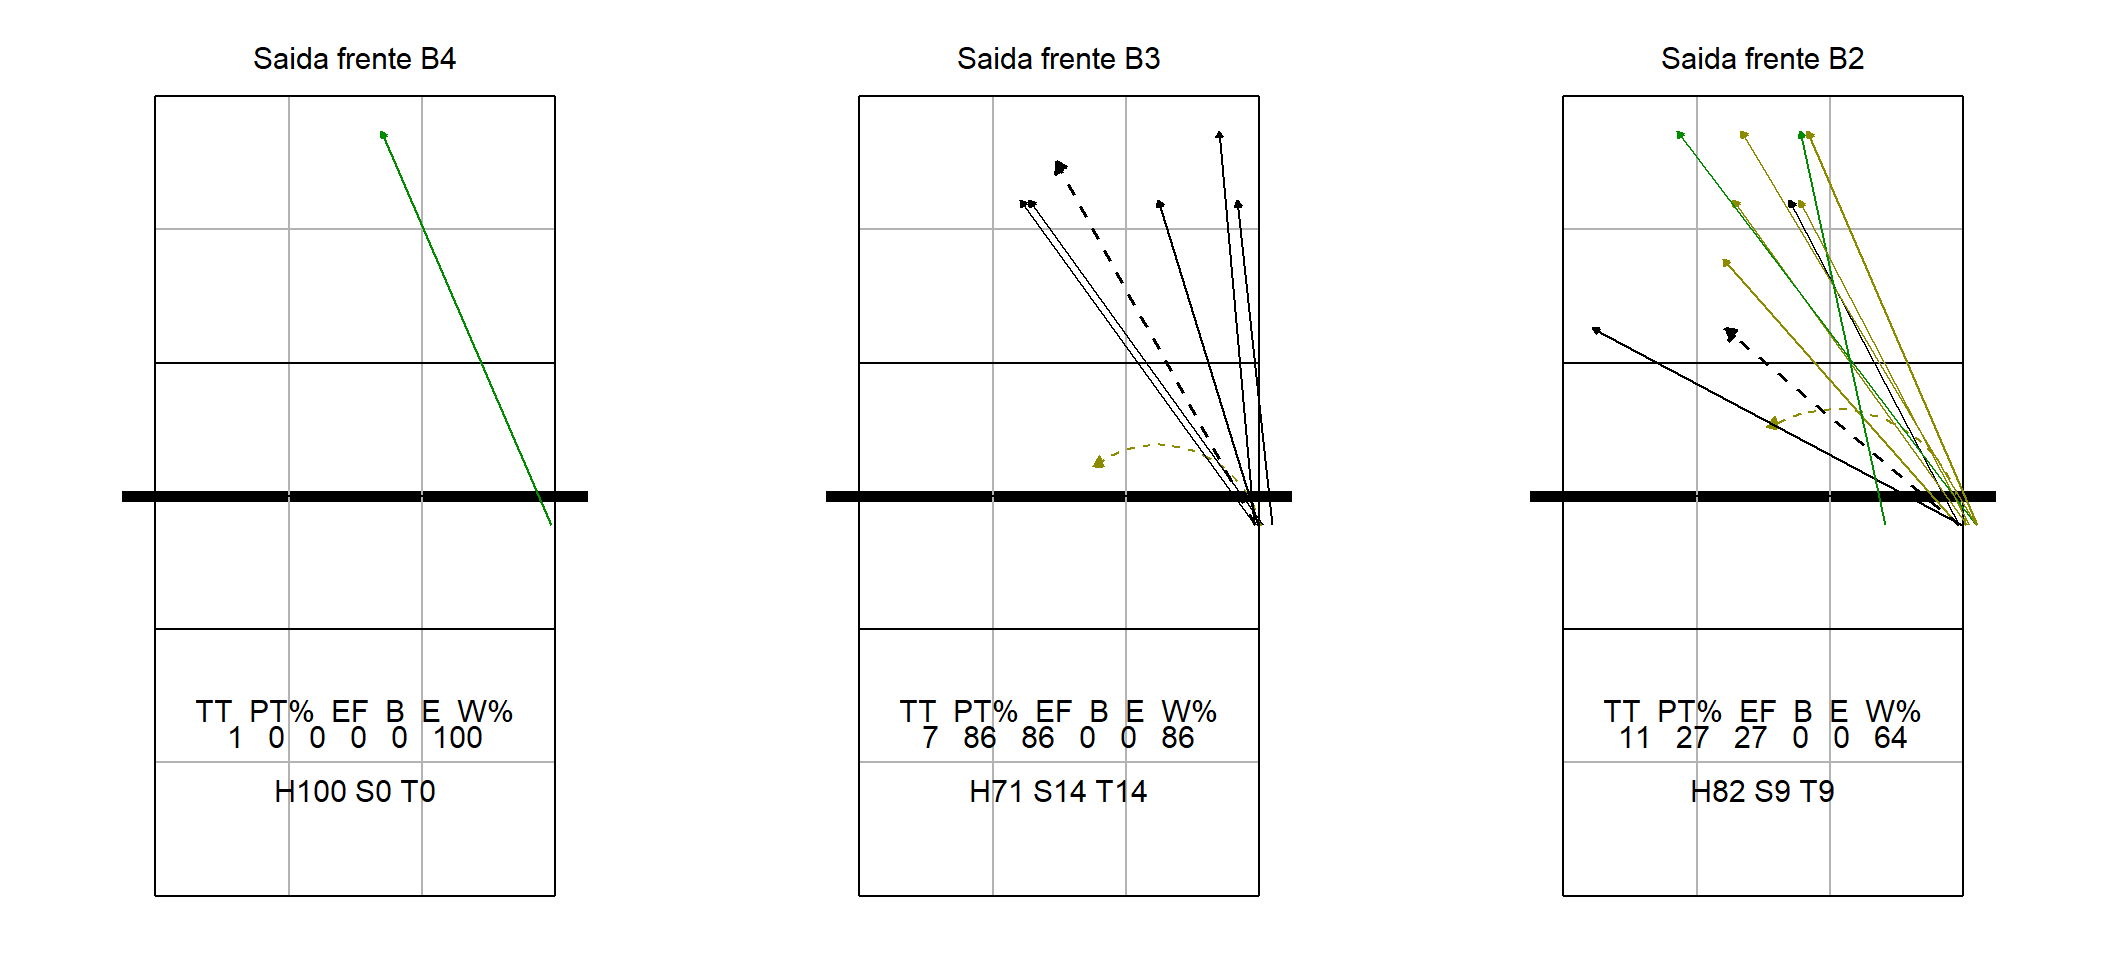 Saida frente B4
TT PT% EF B E W%
1 0 0 0 0 100
H100 S0 T0
Saida frente B3
TT PT% EF B E W%
7 86 86 0 0 86
H71 S14 T14
Saida frente B2
TT PT% EF B E W%
11 27 27 0 0 64
H82 S9 T9